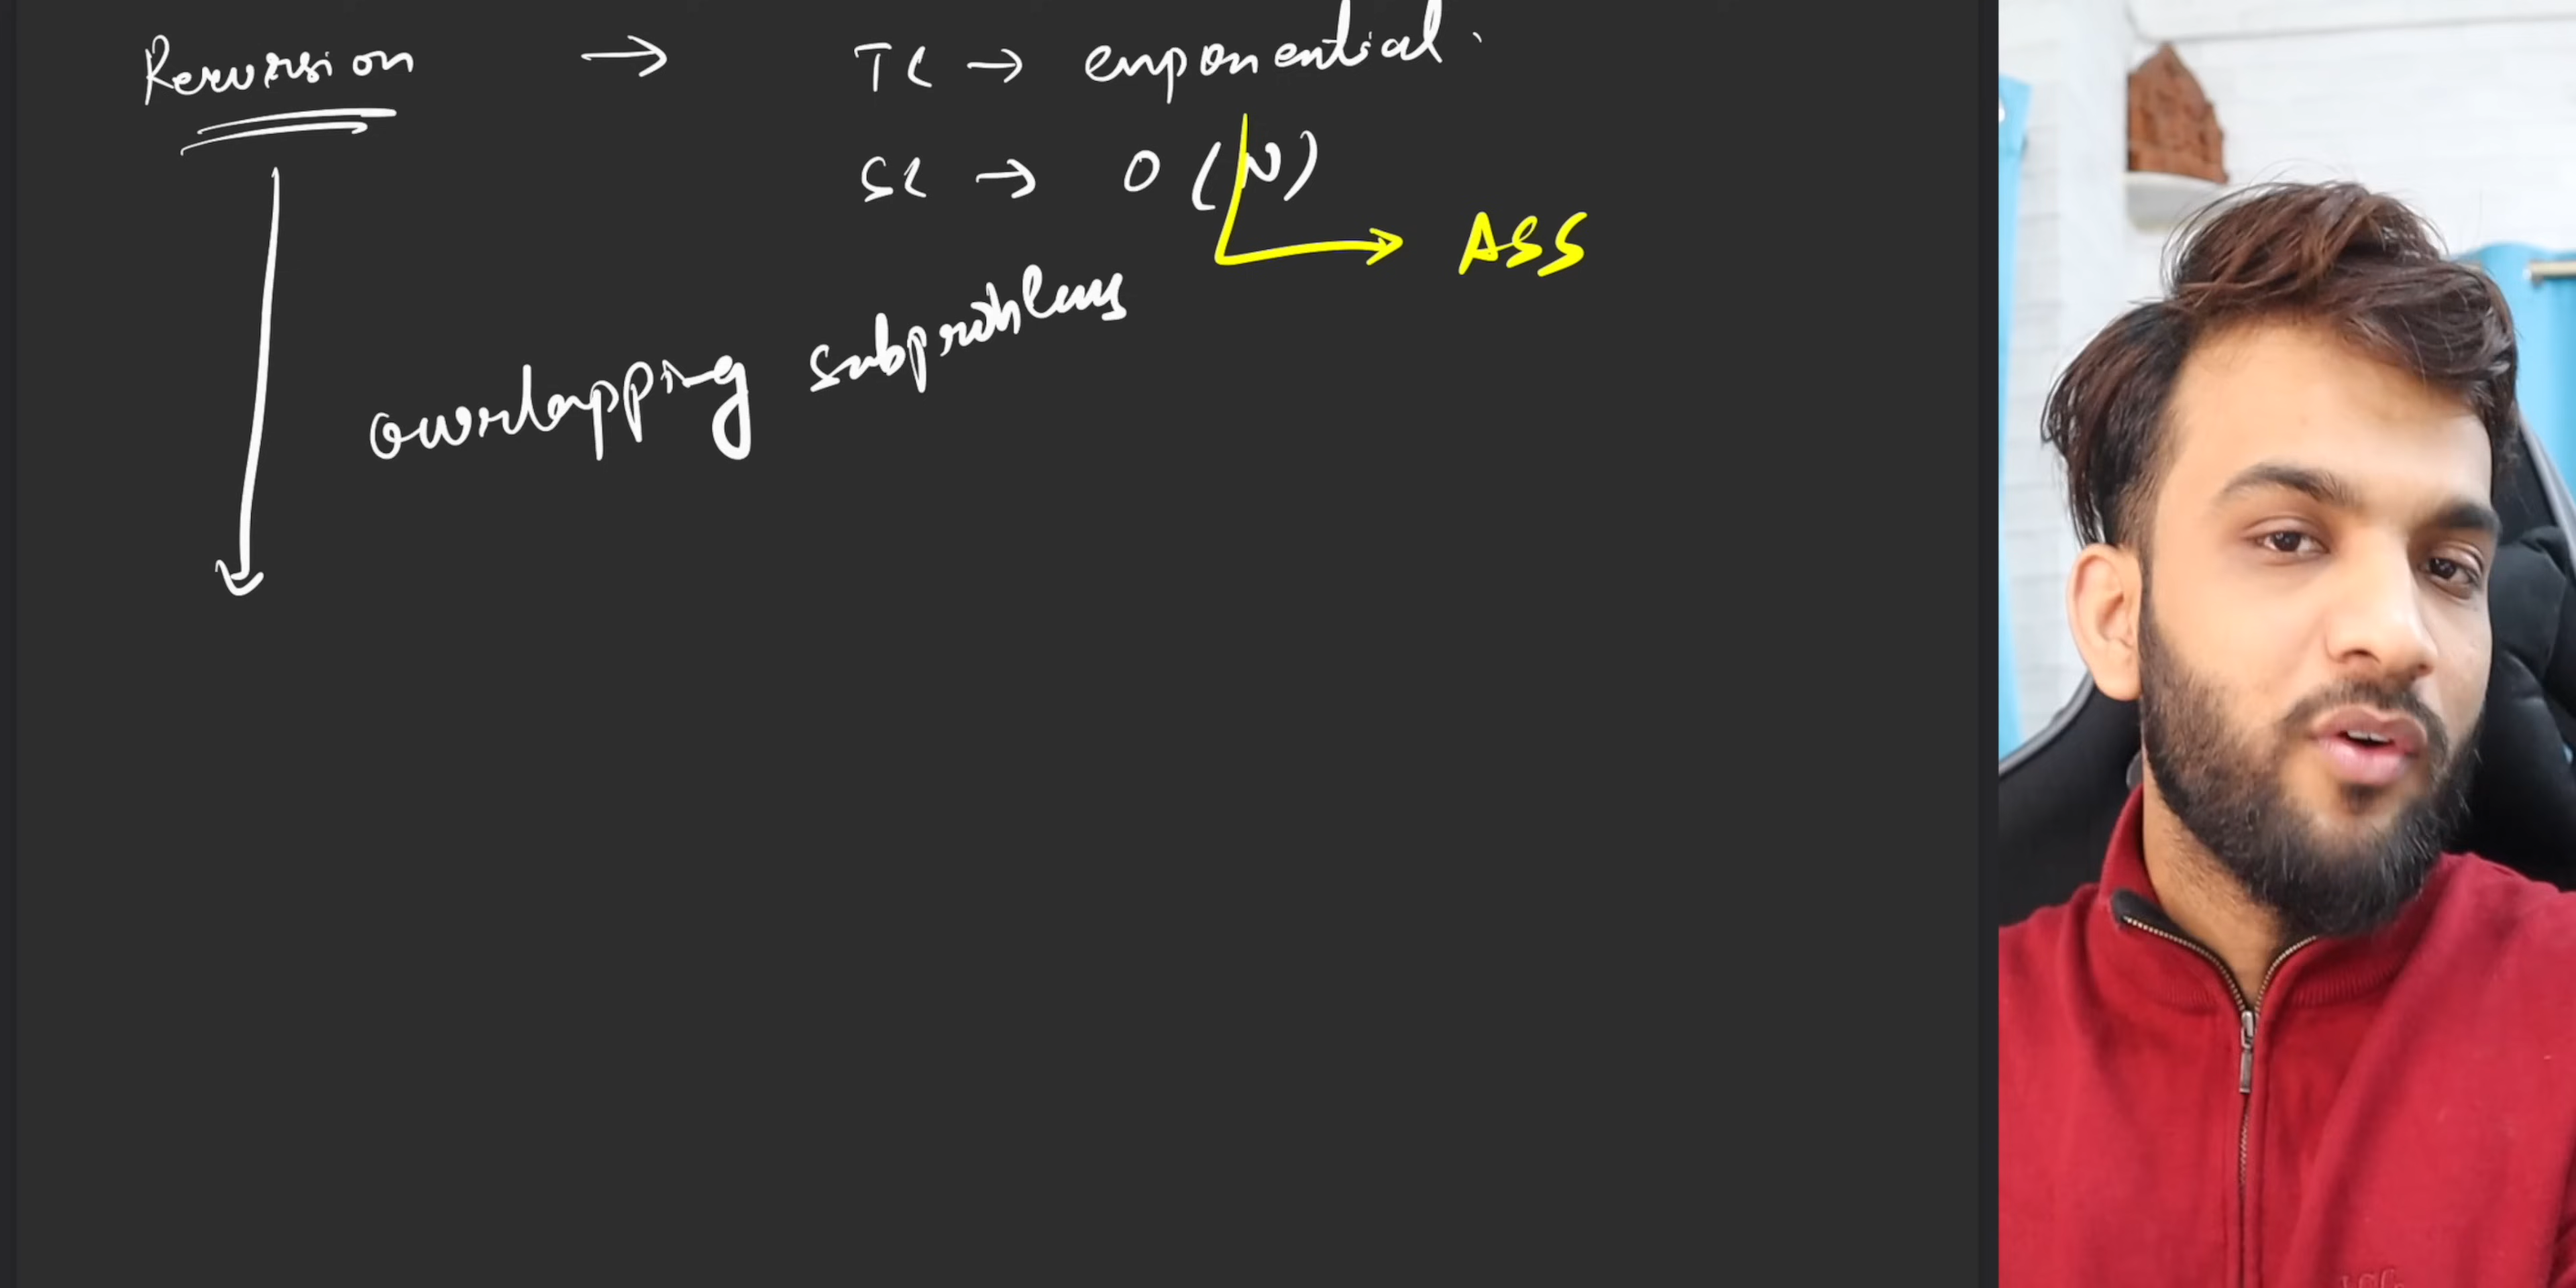 Recursion → TC → exponential.
SC → O(N)
→ ASS
overlapping subproblems